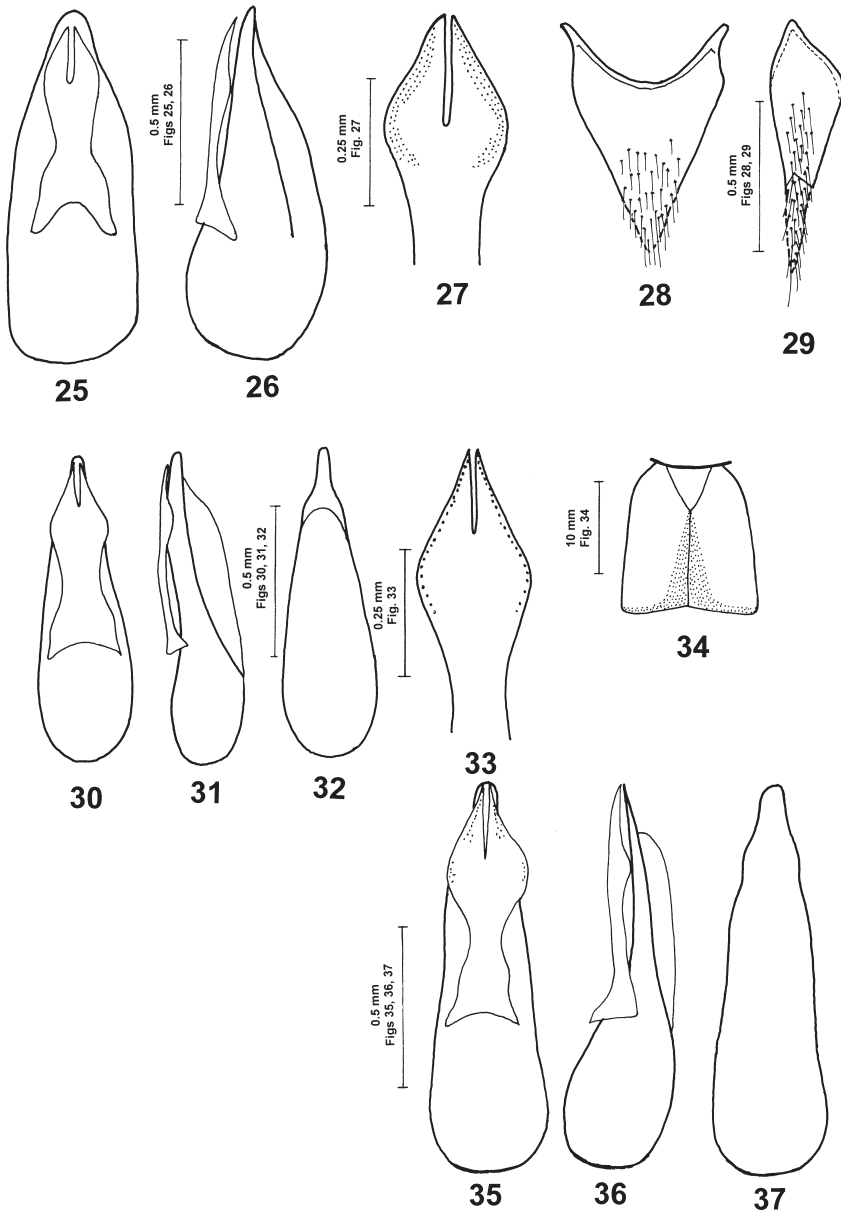 0.5 mm
Figs 25, 26
0.25 mm
Fig. 27
0.5 mm
Figs 28, 29
25
26
27
28
29
0.5 mm
Figs 30, 31, 32
0.25 mm
Fig. 33
10 mm
Fig. 34
30
31
32
33
34
0.5 mm
Figs 35, 36, 37
35
36
37